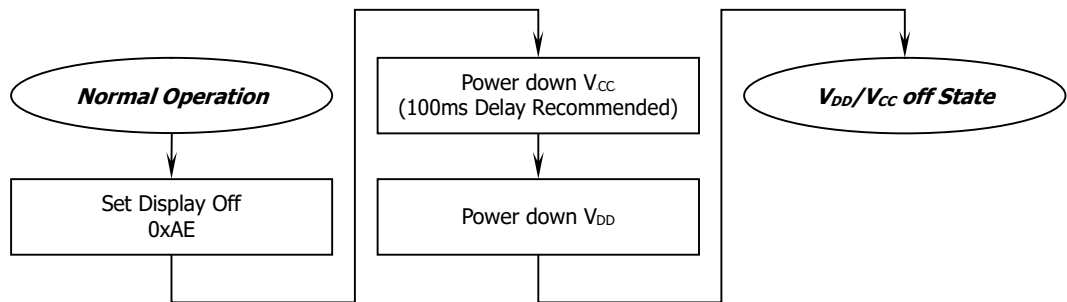 Normal Operation
Set Display Off
0xAE
Power down VCC
(100ms Delay Recommended)
Power down VDD
VDD/VCC off State